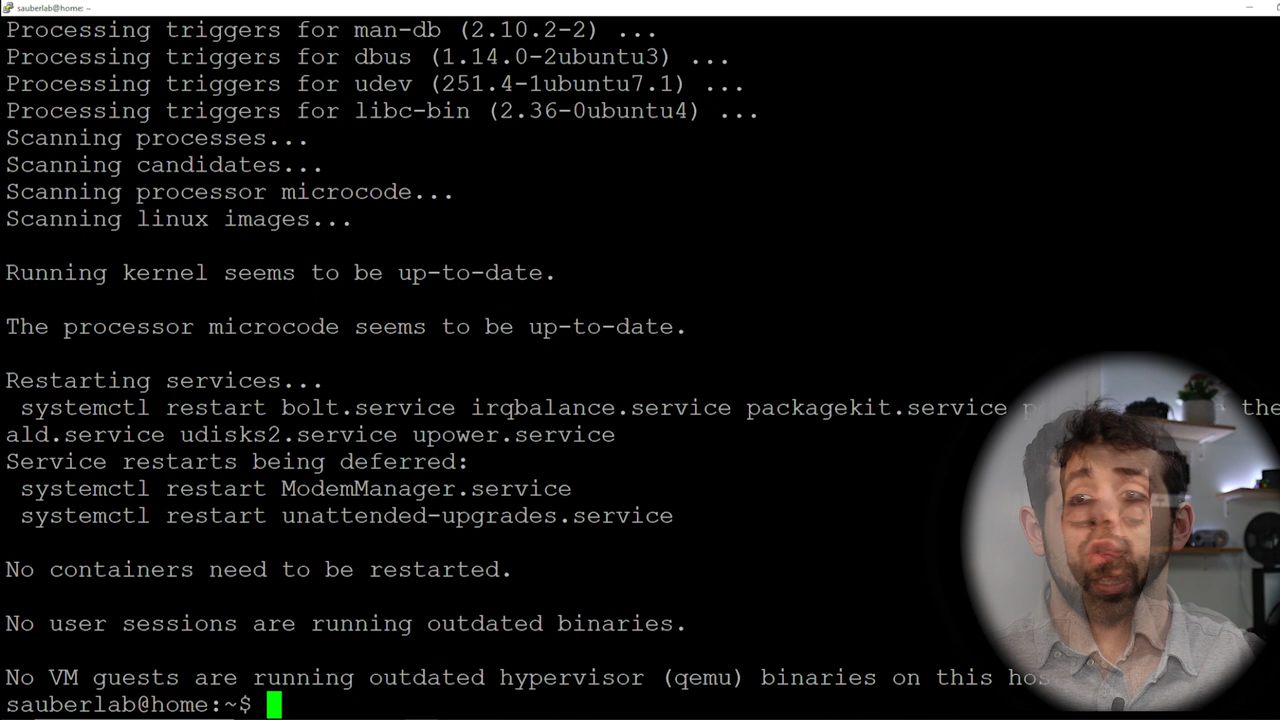 sauberlab@home: ~
Processing triggers for man-db (2.10.2-2) ...
Processing triggers for dbus (1.14.0-2ubuntu3) ...
Processing triggers for udev (251.4-1ubuntu7.1) ...
Processing triggers for libc-bin (2.36-0ubuntu4) ...
Scanning processes...
Scanning candidates...
Scanning processor microcode...
Scanning linux images...
Running kernel seems to be up-to-date.
The processor microcode seems to be up-to-date.
Restarting services...
systemctl restart bolt.service irqbalance.service packagekit.service the
ald.service udisks2.service upower.service
Service restarts being deferred:
systemctl restart ModemManager.service
systemctl restart unattended-upgrades.service
No containers need to be restarted.
No user sessions are running outdated binaries.
No VM guests are running outdated hypervisor (qemu) binaries on this hos
sauberlab@home:~$